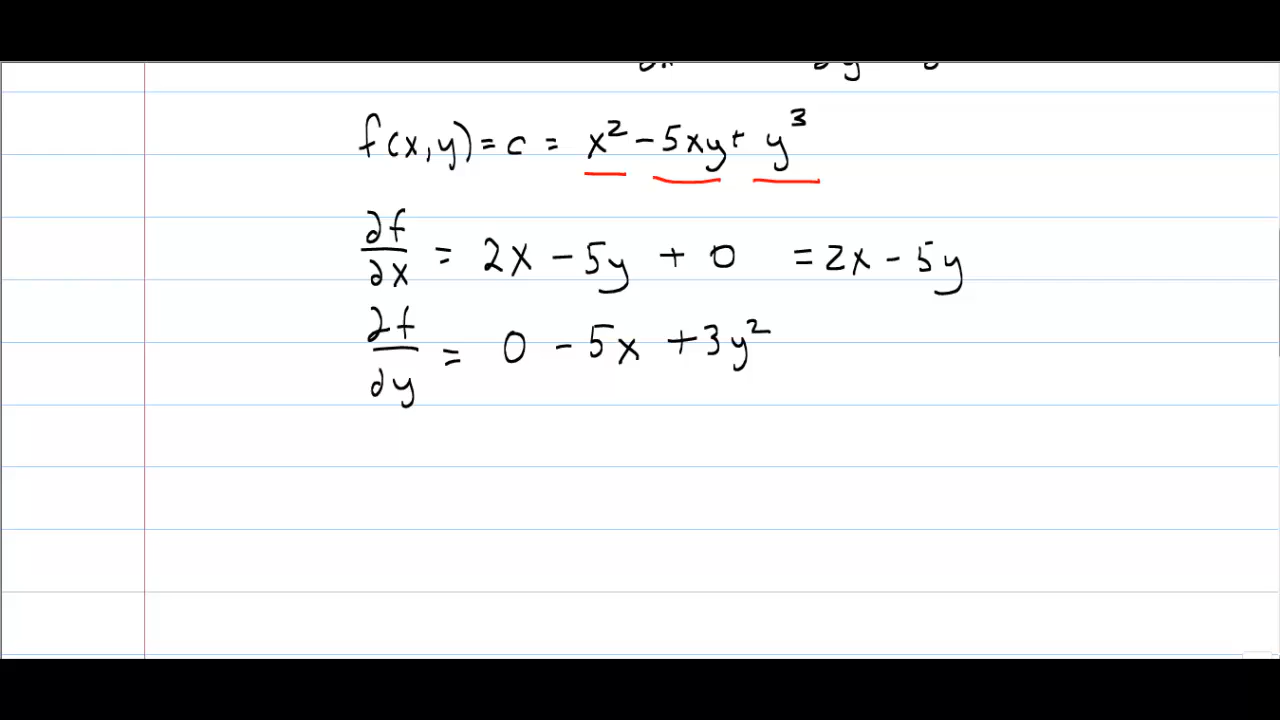 f(x,y) = c = x² - 5xy + y³
∂f/∂x = 2x - 5y + 0 = 2x - 5y
∂f/∂y = 0 - 5x + 3y²